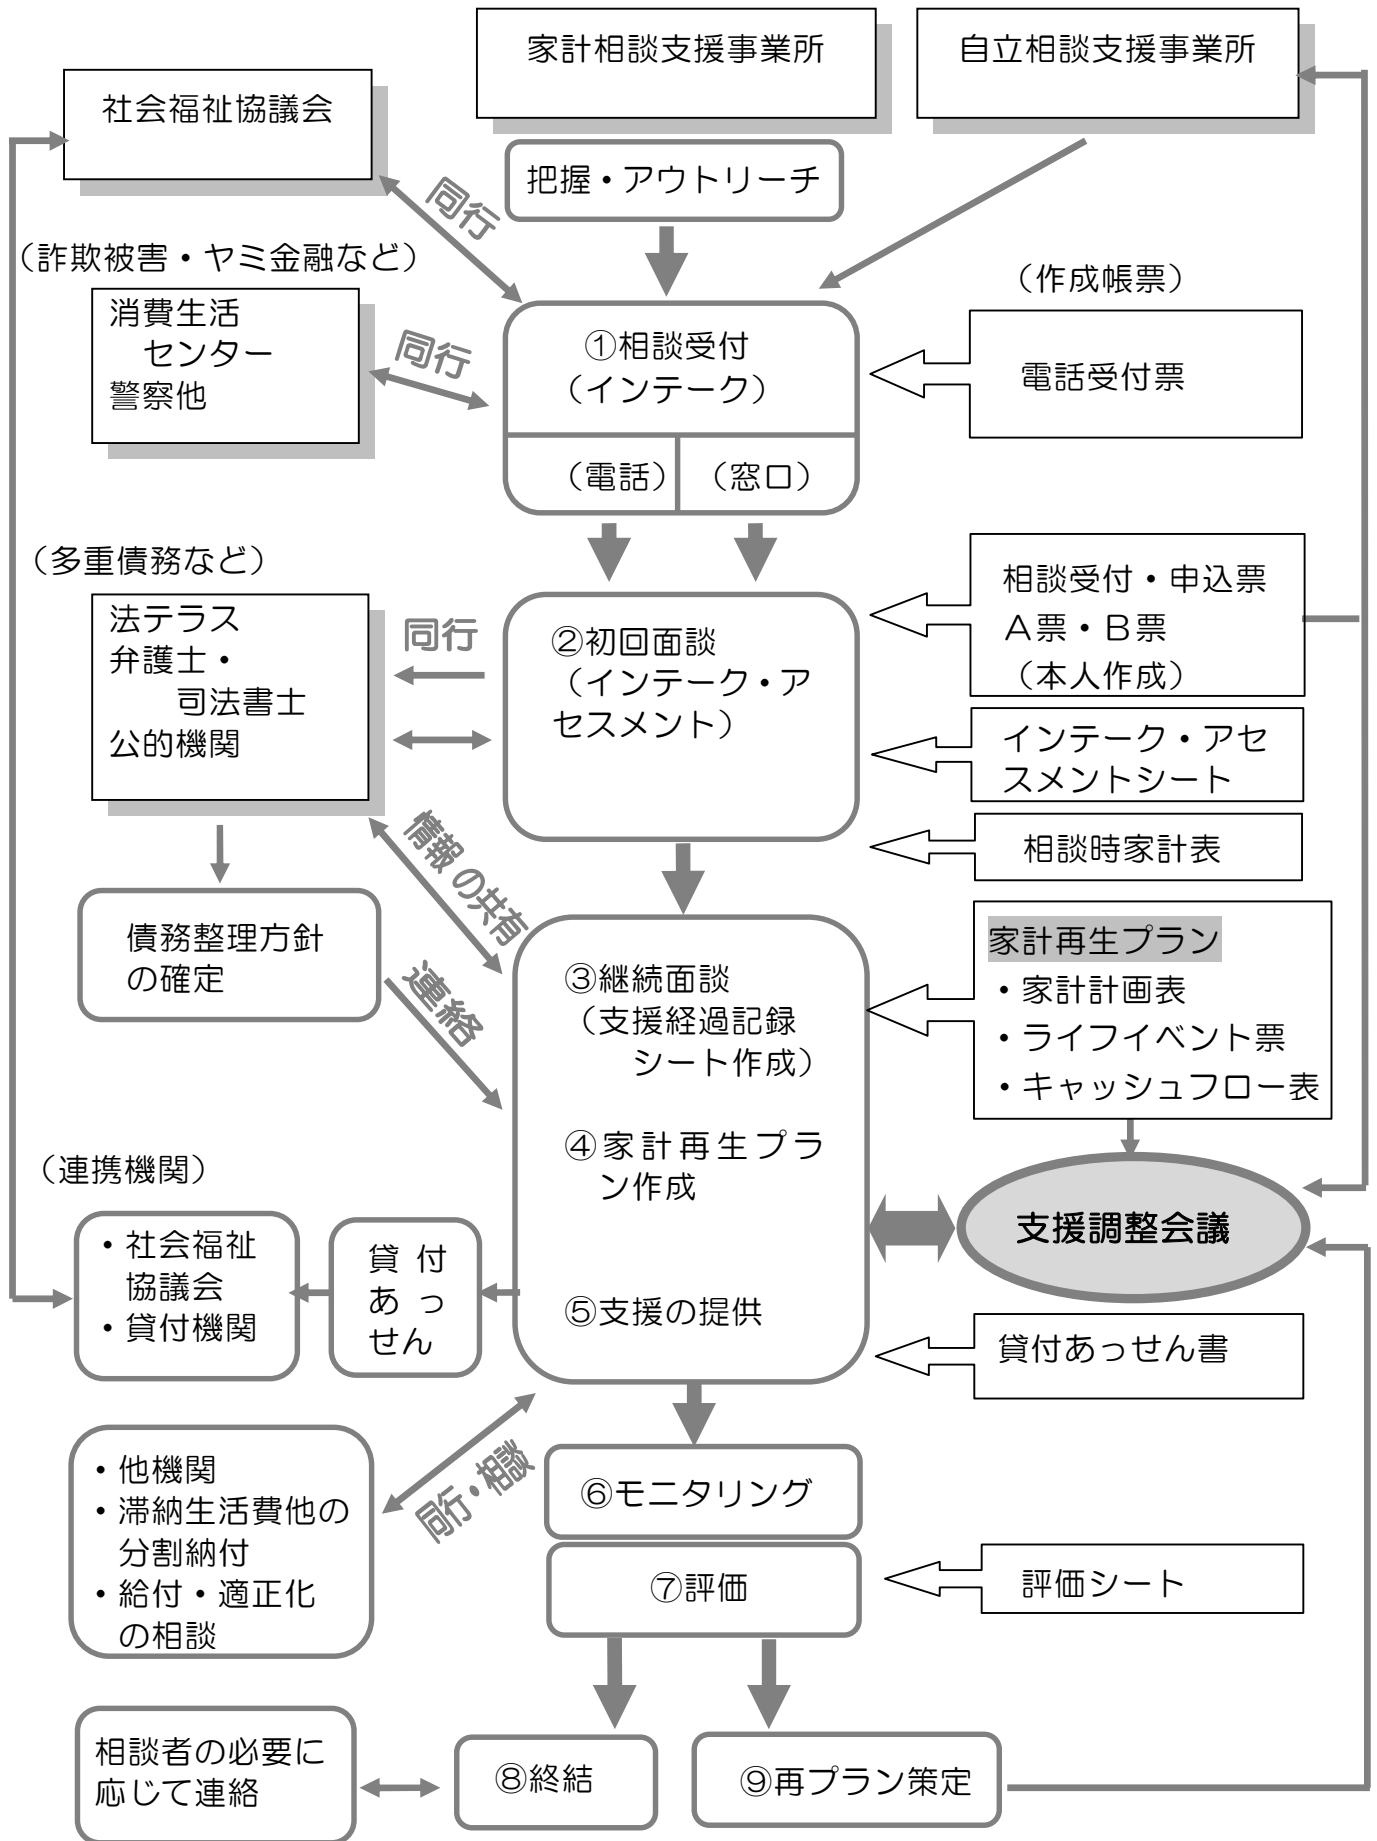 家計相談支援事業所
自立相談支援事業所
社会福祉協議会
把握・アウトリーチ
同行
（詐欺被害・ヤミ金融など）
消費生活
センター
警察他
同行
①相談受付
（インテーク）
（電話）
（窓口）
（作成帳票）
電話受付票
（多重債務など）
法テラス
弁護士・
司法書士
公的機関
同行
②初回面談
（インテーク・ア
セスメント）
相談受付・申込票
A票・B票
（本人作成）
インテーク・アセ
スメントシート
相談時家計表
情報の共有
債務整理方針
の確定
連絡
③継続面談
（支援経過記録
シート作成）
④家計再生プラ
ン作成
⑤支援の提供
家計再生プラン
・家計計画表
・ライフイベント票
・キャッシュフロー表
支援調整会議
（連携機関）
・社会福祉
協議会
・貸付機関
貸付
あっ
せん
貸付あっせん書
・他機関
・滞納生活費他の
分割納付
・給付・適正化
の相談
同行・相談
⑥モニタリング
⑦評価
評価シート
相談者の必要に
応じて連絡
⑧終結
⑨再プラン策定